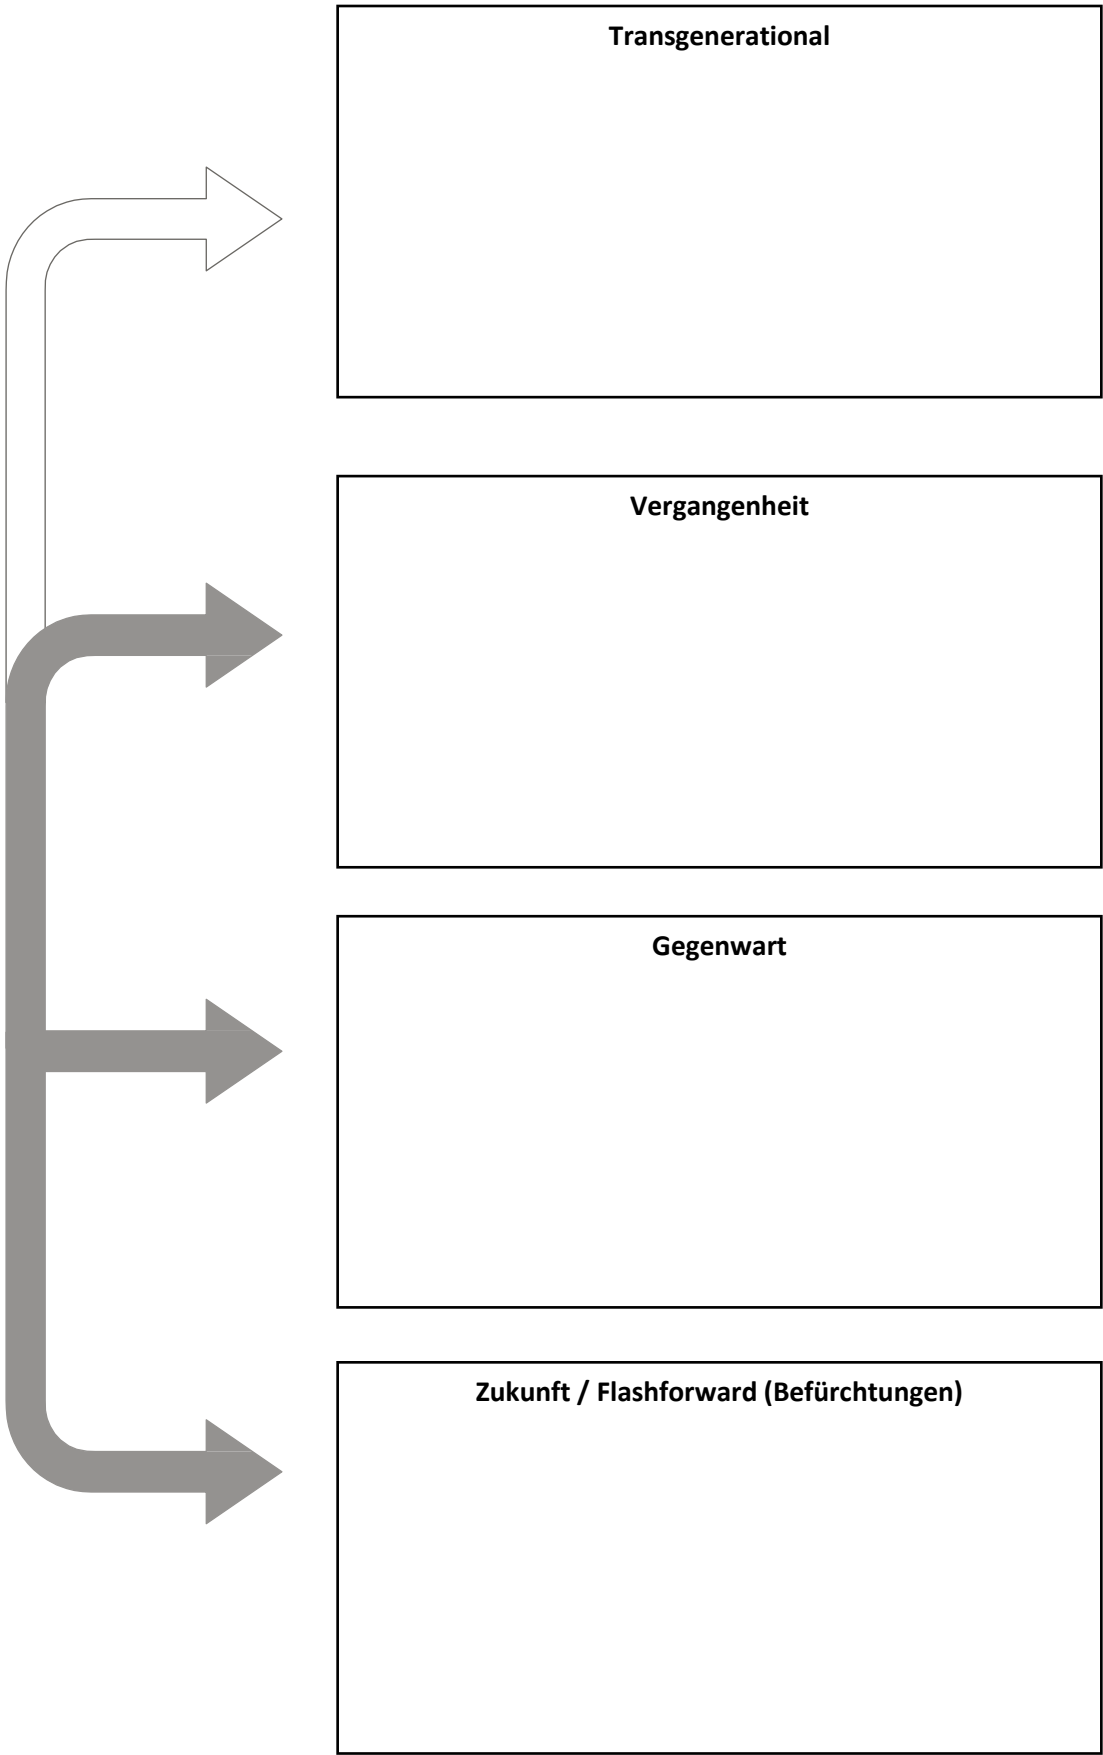 Transgenerational
Vergangenheit
Gegenwart
Zukunft / Flashforward (Befürchtungen)